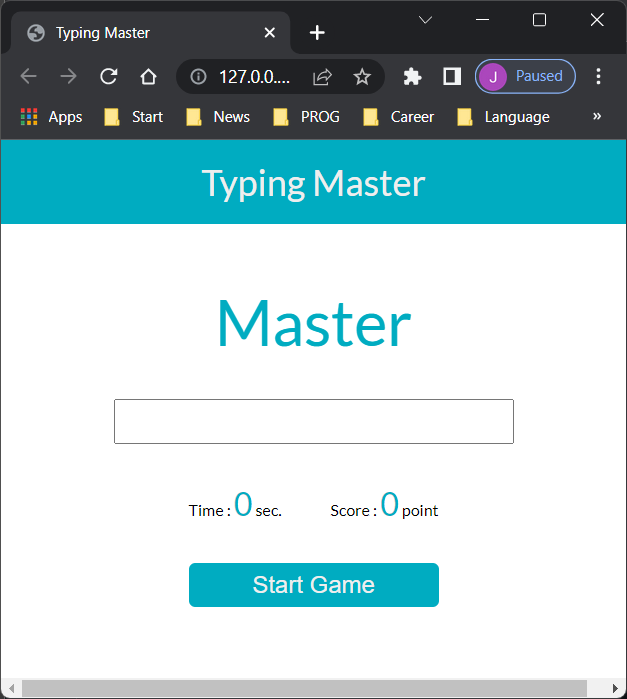 Typing Master
127.0.0.... J Paused
Apps Start News PROG Career Language »
Typing Master
Master
Time : 0 sec. Score : 0 point
Start Game